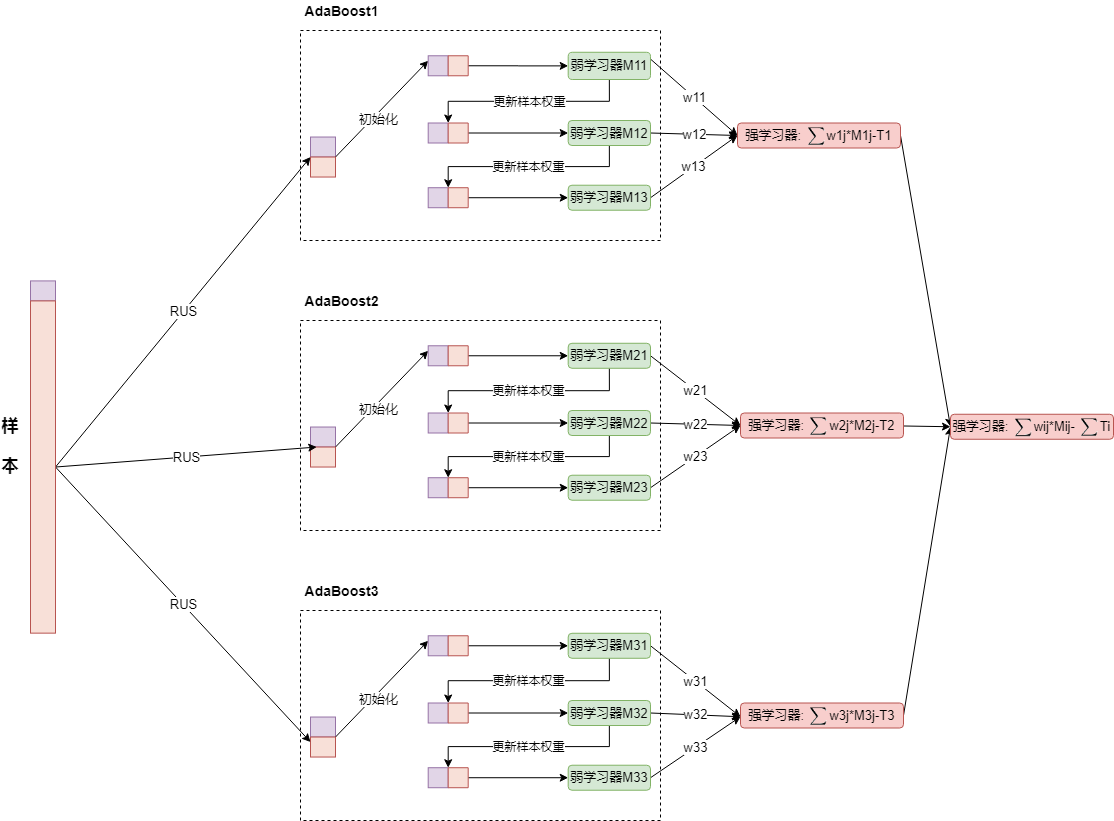 AdaBoost1
弱学习器M11
更新样本权重
w11
初始化
弱学习器M12
w12
强学习器: ∑w1j*M1j-T1
更新样本权重
w13
弱学习器M13
RUS
AdaBoost2
弱学习器M21
更新样本权重
w21
初始化
弱学习器M22
w22
强学习器: ∑w2j*M2j-T2
强学习器: ∑wij*Mij- ∑Ti
样
本
RUS
更新样本权重
w23
弱学习器M23
AdaBoost3
RUS
弱学习器M31
更新样本权重
w31
初始化
弱学习器M32
w32
强学习器: ∑w3j*M3j-T3
更新样本权重
w33
弱学习器M33